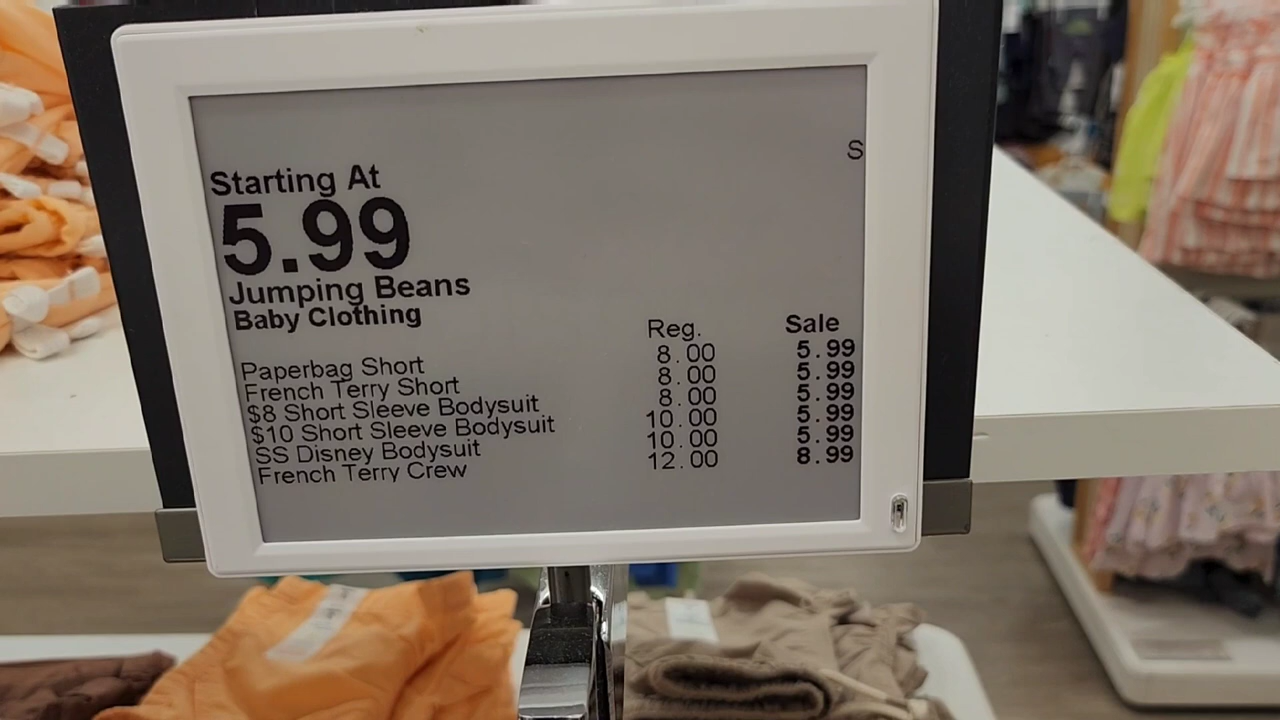 S
Starting At
5.99
Jumping Beans
Baby Clothing
Reg. Sale
Paperbag Short 8.00 5.99
French Terry Short 8.00 5.99
$8 Short Sleeve Bodysuit 8.00 5.99
$10 Short Sleeve Bodysuit 10.00 5.99
SS Disney Bodysuit 10.00 5.99
French Terry Crew 12.00 8.99